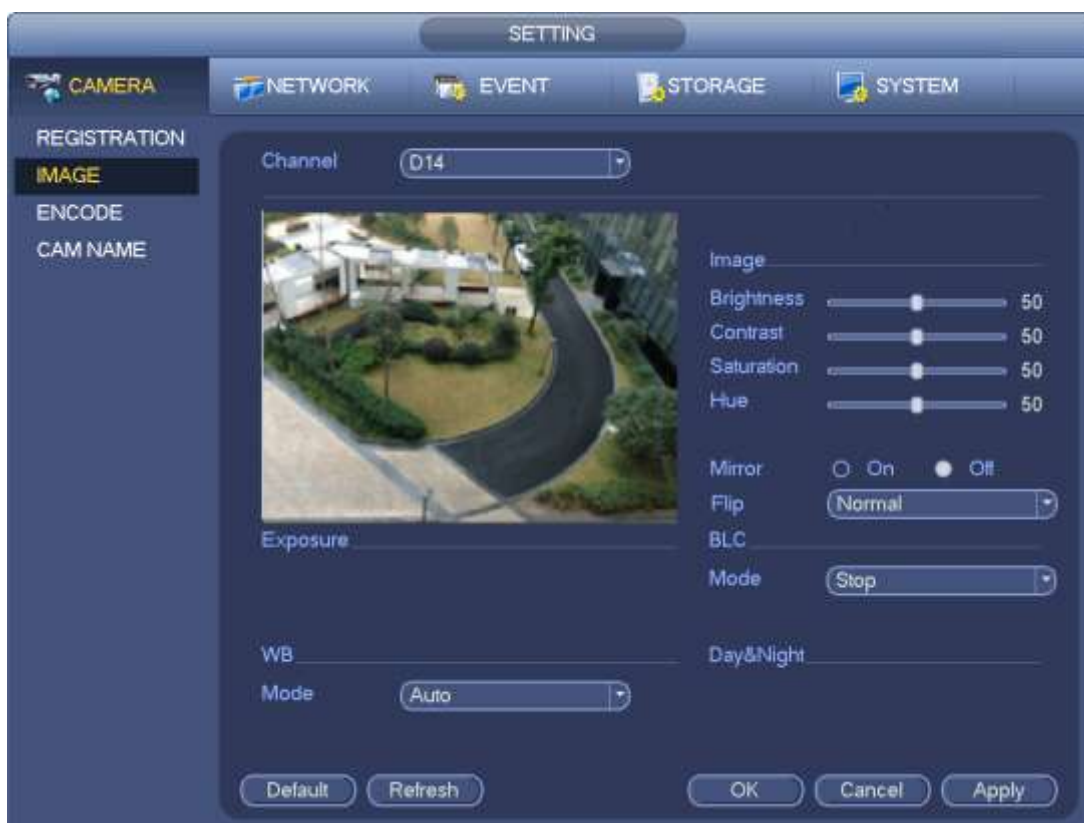 SETTING
CAMERA NETWORK EVENT STORAGE SYSTEM
REGISTRATION
IMAGE
ENCODE
CAM NAME
Channel D14
Image
Brightness 50
Contrast 50
Saturation 50
Hue 50
Mirror On Off
Flip Normal
Exposure BLC
Mode Stop
WB Day&Night
Mode Auto
Default Refresh OK Cancel Apply